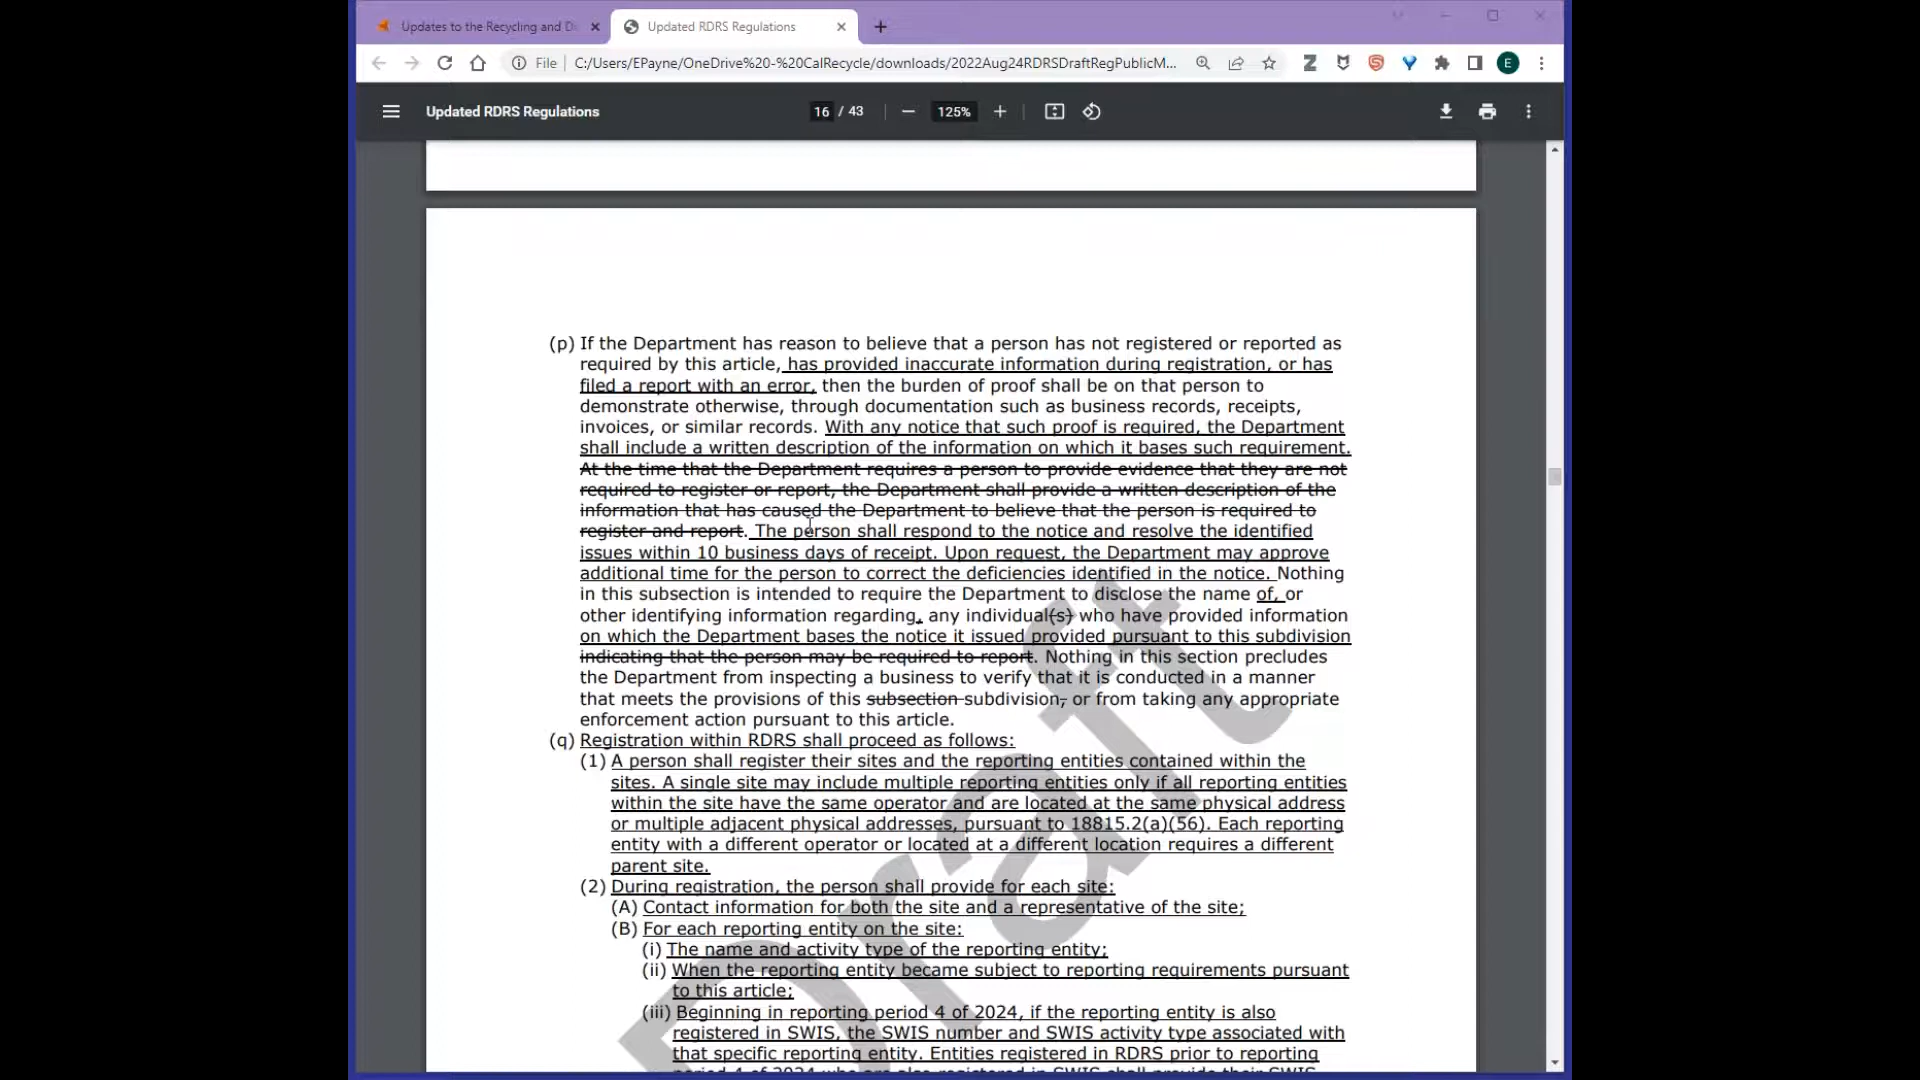 Updates to the Recycling and D
Updated RDRS Regulations
File
C:/Users/EPayne/OneDrive%20-%20CalRecycle/downloads/2022Aug24RDRSDraftRegPublicM...
E
Updated RDRS Regulations
16 / 43
125%
(p) If the Department has reason to believe that a person has not registered or reported as
required by this article, has provided inaccurate information during registration, or has
filed a report with an error, then the burden of proof shall be on that person to
demonstrate otherwise, through documentation such as business records, receipts,
invoices, or similar records. With any notice that such proof is required, the Department
shall include a written description of the information on which it bases such requirement.
At the time that the Department requires a person to provide evidence that they are not
required to register or report, the Department shall provide a written description of the
information that has caused the Department to believe that the person is required to
register and report. The person shall respond to the notice and resolve the identified
issues within 10 business days of receipt. Upon request, the Department may approve
additional time for the person to correct the deficiencies identified in the notice. Nothing
in this subsection is intended to require the Department to disclose the name of, or
other identifying information regarding, any individual(s) who have provided information
on which the Department bases the notice it issued provided pursuant to this subdivision
indicating that the person may be required to report. Nothing in this section precludes
the Department from inspecting a business to verify that it is conducted in a manner
that meets the provisions of this subsection subdivision, or from taking any appropriate
enforcement action pursuant to this article.
(q) Registration within RDRS shall proceed as follows:
(1) A person shall register their sites and the reporting entities contained within the
sites. A single site may include multiple reporting entities only if all reporting entities
within the site have the same operator and are located at the same physical address
or multiple adjacent physical addresses, pursuant to 18815.2(a)(56). Each reporting
entity with a different operator or located at a different location requires a different
parent site.
(2) During registration, the person shall provide for each site:
(A) Contact information for both the site and a representative of the site;
(B) For each reporting entity on the site:
(i) The name and activity type of the reporting entity;
(ii) When the reporting entity became subject to reporting requirements pursuant
to this article;
(iii) Beginning in reporting period 4 of 2024, if the reporting entity is also
registered in SWIS, the SWIS number and SWIS activity type associated with
that specific reporting entity. Entities registered in RDRS prior to reporting
period 4 of 2024 who are also registered in SWIS shall provide their SWIS
Draft